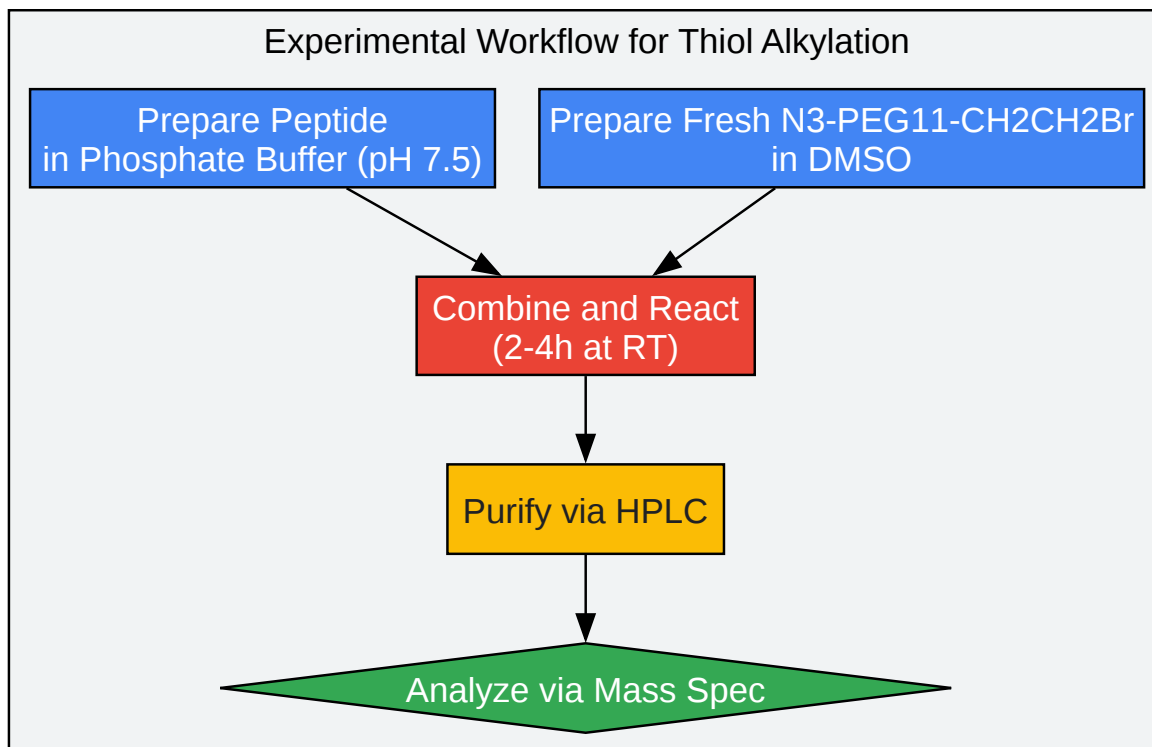 Experimental Workflow for Thiol Alkylation
Prepare Peptide
in Phosphate Buffer (pH 7.5)
Prepare Fresh N3-PEG11-CH2CH2Br
in DMSO
Combine and React
(2-4h at RT)
Purify via HPLC
Analyze via Mass Spec